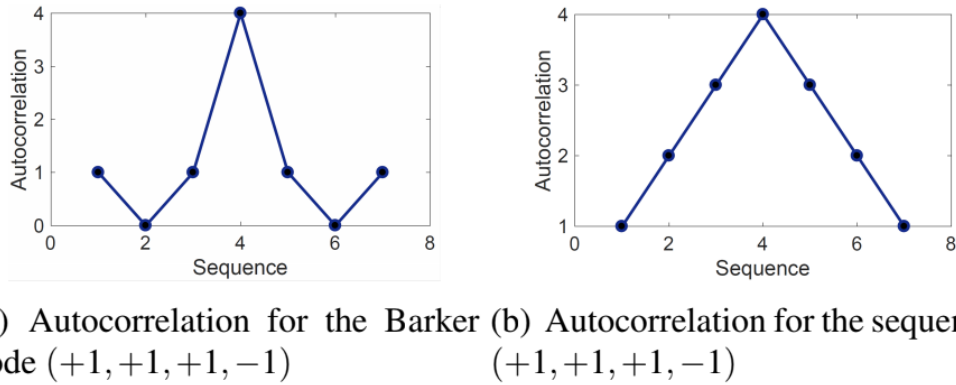 4
3
2
1
0
0 2 4 6 8
Autocorrelation
Sequence
4
3
2
1
0 2 4 6 8
Autocorrelation
Sequence
) Autocorrelation for the Barker
ode (+1, +1, +1, −1)
(b) Autocorrelation for the sequen
(+1, +1, +1, −1)